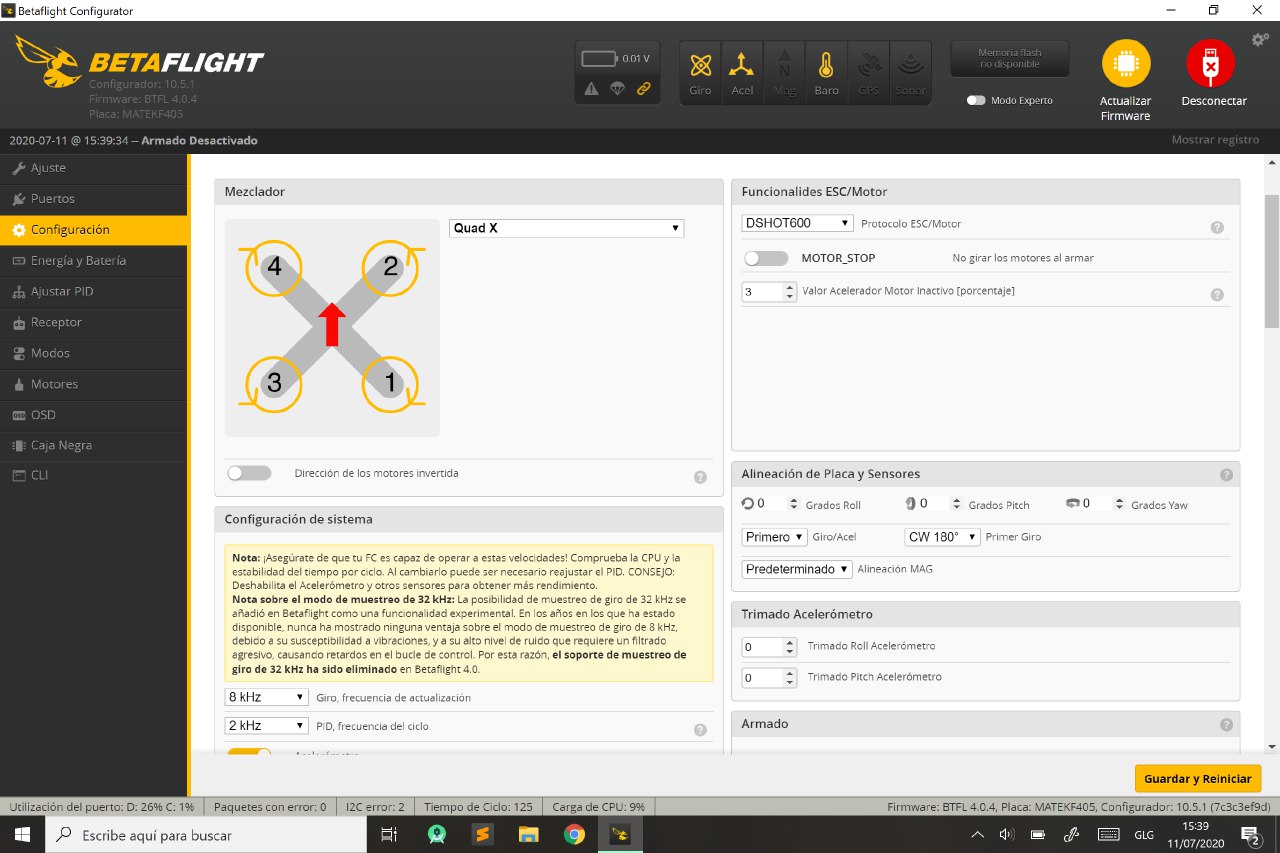 Betaflight Configurator
BETAFLIGHT
Configurador: 10.5.1
Firmware: BTFL 4.0.4
Placa: MATEKF405
0.01 V
Giro
Acel
Mag
Baro
GPS
Sonar
Memoria flash
no disponible
Modo Experto
Actualizar
Firmware
Desconectar
2020-07-11 @ 15:39:34 -- Armado Desactivado
Mostrar registro
Ajuste
Puertos
Configuración
Energía y Batería
Ajustar PID
Receptor
Modos
Motores
OSD
Caja Negra
CLI
Mezclador
4
2
3
1
Quad X
Dirección de los motores invertida
Configuración de sistema
Nota: ¡Asegúrate de que tu FC es capaz de operar a estas velocidades! Comprueba la CPU y la
estabilidad del tiempo por ciclo. Al cambiarlo puede ser necesario reajustar el PID. CONSEJO:
Deshabilita el Acelerómetro y otros sensores para obtener más rendimiento.
Nota sobre el modo de muestreo de 32 kHz: La posibilidad de muestreo de giro de 32 kHz se
añadió en Betaflight como una funcionalidad experimental. En los años en los que ha estado
disponible, nunca ha mostrado ninguna ventaja sobre el modo de muestreo de giro de 8 kHz,
debido a su susceptibilidad a vibraciones, y a su alto nivel de ruido que requiere un filtrado
agresivo, causando retardos en el bucle de control. Por esta razón, el soporte de muestreo de
giro de 32 kHz ha sido eliminado en Betaflight 4.0.
8 kHz Giro, frecuencia de actualización
2 kHz PID, frecuencia del ciclo
Acelerómetro
Funcionalides ESC/Motor
DSHOT600 Protocolo ESC/Motor
MOTOR_STOP No girar los motores al armar
3 Valor Acelerador Motor Inactivo [porcentaje]
Alineación de Placa y Sensores
0 Grados Roll 0 Grados Pitch 0 Grados Yaw
Primero Giro/Acel CW 180° Primer Giro
Predeterminado Alineación MAG
Trimado Acelerómetro
0 Trimado Roll Acelerómetro
0 Trimado Pitch Acelerómetro
Armado
Guardar y Reiniciar
Utilización del puerto: D: 26% C: 1% Paquetes con error: 0 I2C error: 2 Tiempo de Ciclo: 125 Carga de CPU: 9% Firmware: BTFL 4.0.4, Placa: MATEKF405, Configurador: 10.5.1 (7c3c3ef9d)
Escribe aquí para buscar
GLG
15:39
11/07/2020
2